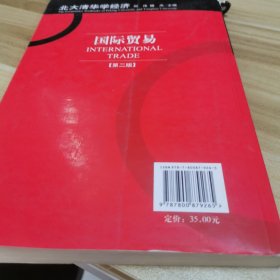 北大清华学经济
国际贸易
INTERNATIONAL
TRADE
【第二版】
9787800879265
定价：35.00元